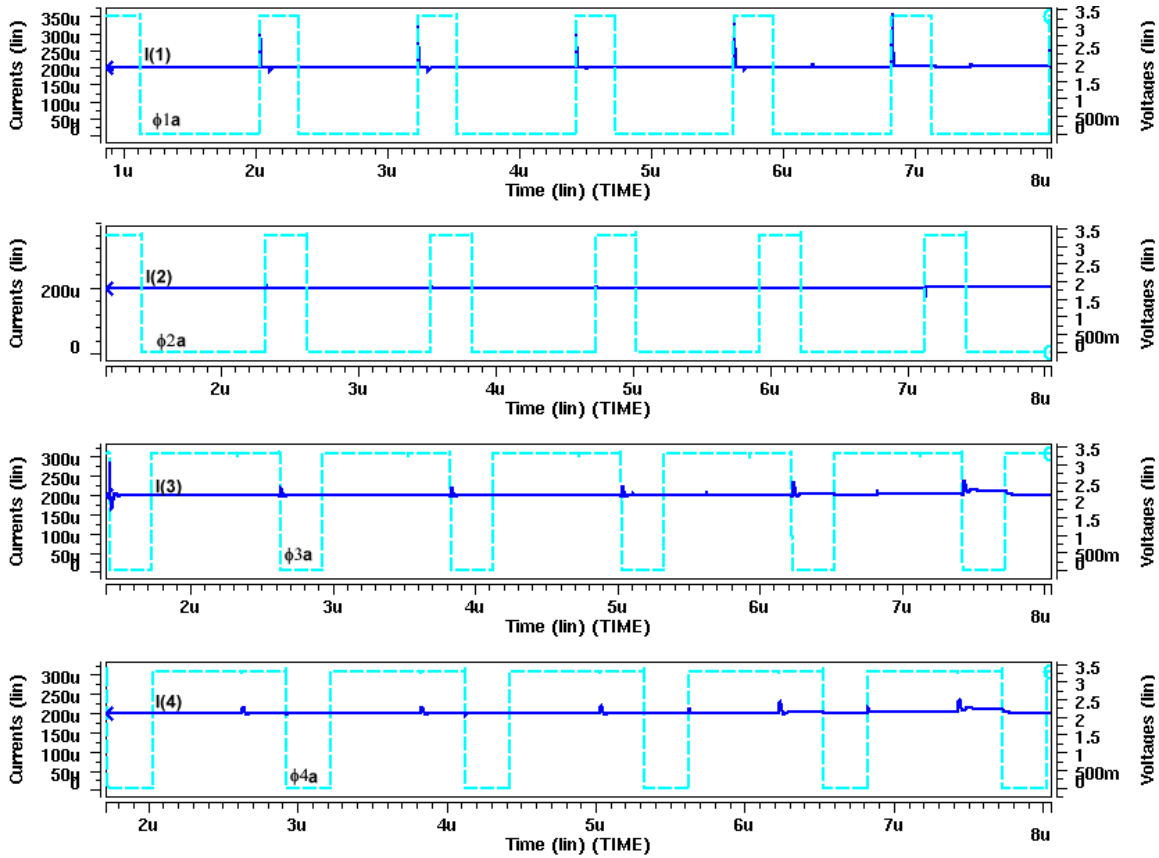 Currents (lin)
350u
300u
250u
200u
150u
100u
50u
0
I(1)
ϕ1a
3.5
3
2.5
2
1.5
1
500m
0
Voltages (lin)
1u 2u 3u 4u 5u 6u 7u 8u
Time (lin) (TIME)
Currents (lin)
200u
0
I(2)
ϕ2a
3.5
3
2.5
2
1.5
1
500m
0
Voltages (lin)
2u 3u 4u 5u 6u 7u 8u
Time (lin) (TIME)
Currents (lin)
300u
250u
200u
150u
100u
50u
0
I(3)
ϕ3a
3.5
3
2.5
2
1.5
1
500m
0
Voltages (lin)
2u 3u 4u 5u 6u 7u 8u
Time (lin) (TIME)
Currents (lin)
300u
250u
200u
150u
100u
50u
0
I(4)
ϕ4a
3.5
3
2.5
2
1.5
1
500m
0
Voltages (lin)
2u 3u 4u 5u 6u 7u 8u
Time (lin) (TIME)